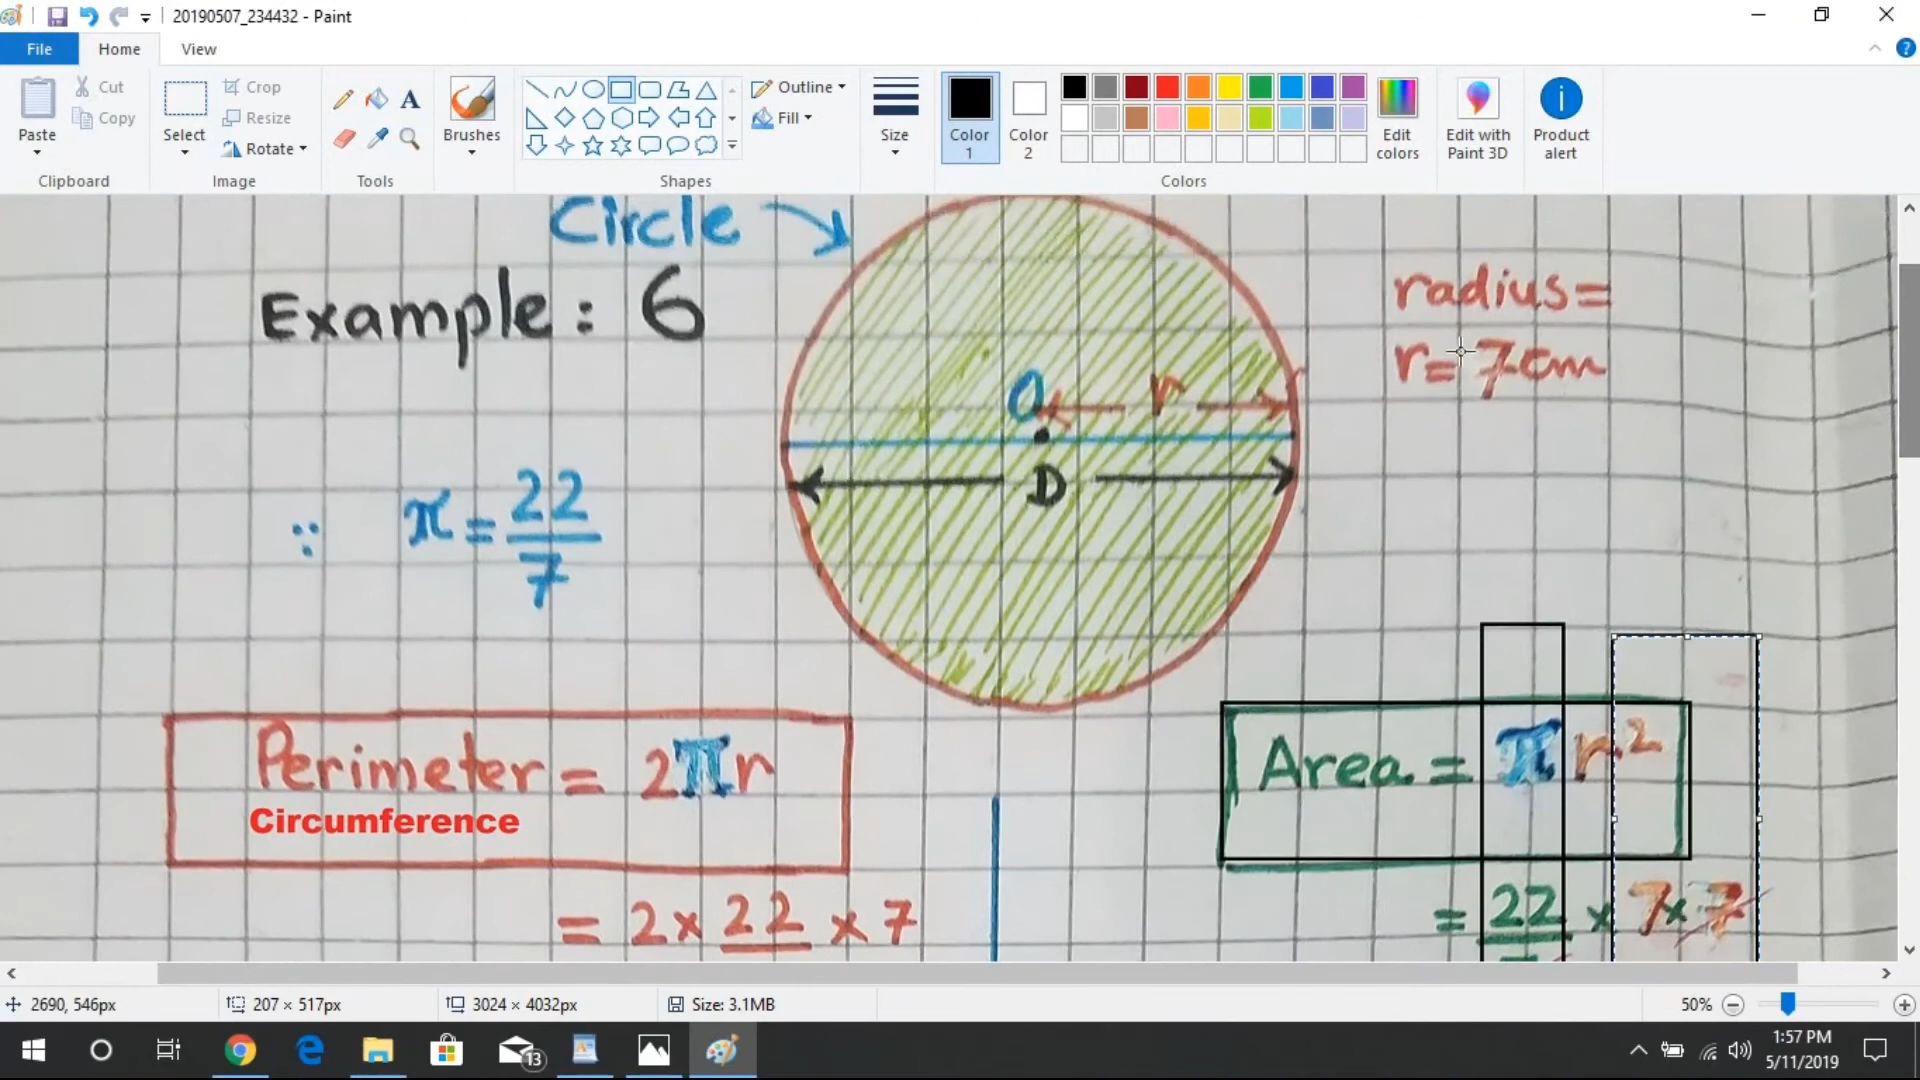 20190507_234432 - Paint
File Home View
Paste
Cut
Copy
Clipboard
Select
Crop
Resize
Rotate
Image
A
Tools
Brushes
Outline
Fill
Shapes
Size
Color 1
Color 2
Edit colors
Colors
Edit with Paint 3D
Product alert
Circle
Example: 6
radius=
r=7cm
O
r
D
∵ π = 22/7
Perimeter = 2πr
Circumference
= 2 × 22 × 7
Area = π r²
= 22 × 7×7
2690, 546px
207 × 517px
3024 × 4032px
Size: 3.1MB
50%
13
1:57 PM
5/11/2019